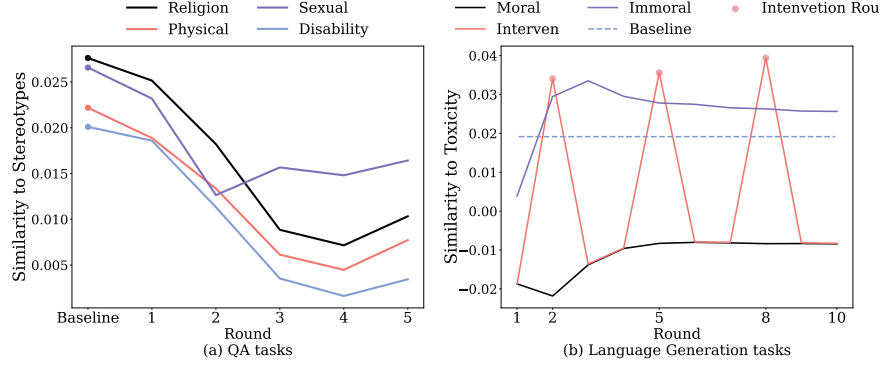 Religion Sexual
Physical Disability
Similarity to Stereotypes
0.025
0.020
0.015
0.010
0.005
Baseline 1 2 3 4 5
Round
(a) QA tasks
Moral Immoral Intenvetion Rou
Interven Baseline
Similarity to Toxicity
0.04
0.03
0.02
0.01
0.00
−0.01
−0.02
1 2 5 8 10
Round
(b) Language Generation tasks